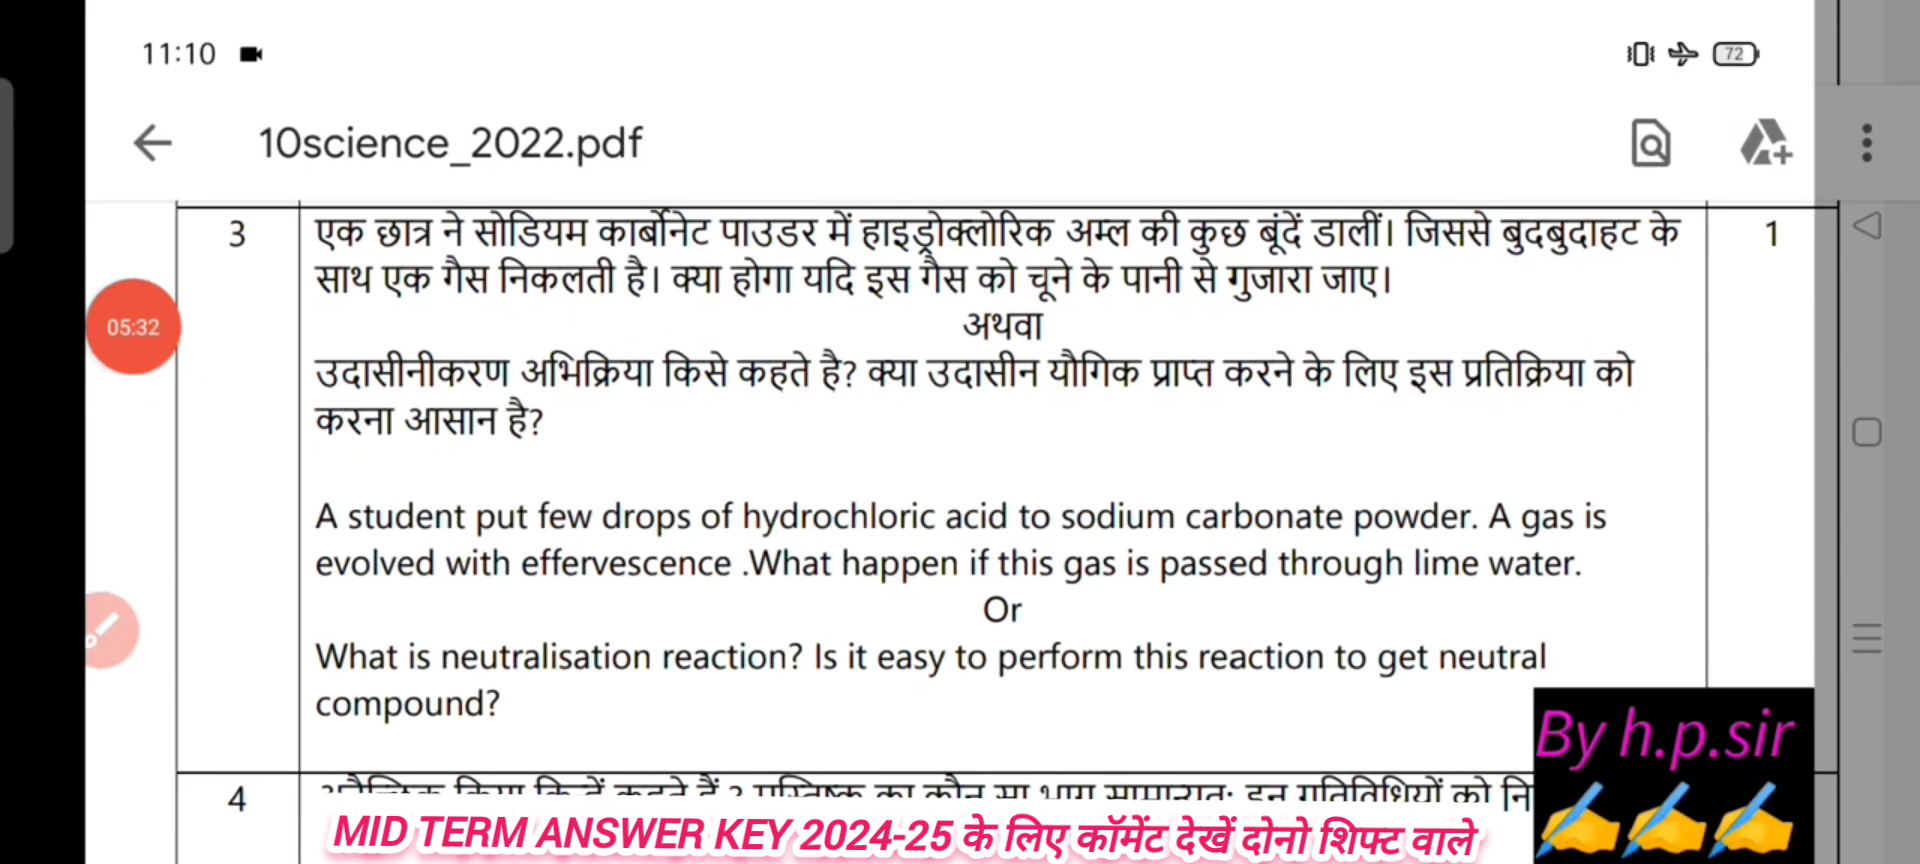 11:10
72
10science_2022.pdf
3
एक छात्र ने सोडियम कार्बोनेट पाउडर में हाइड्रोक्लोरिक अम्ल की कुछ बूंदें डालीं। जिससे बुदबुदाहट के
1
साथ एक गैस निकलती है। क्या होगा यदि इस गैस को चूने के पानी से गुजारा जाए।
05:32
अथवा
उदासीनीकरण अभिक्रिया किसे कहते है? क्या उदासीन यौगिक प्राप्त करने के लिए इस प्रतिक्रिया को
करना आसान है?
A student put few drops of hydrochloric acid to sodium carbonate powder. A gas is
evolved with effervescence .What happen if this gas is passed through lime water.
Or
What is neutralisation reaction? Is it easy to perform this reaction to get neutral
compound?
By h.p.sir
4
MID TERM ANSWER KEY 2024-25 के लिए कॉमेंट देखें दोनो शिफ्ट वाले